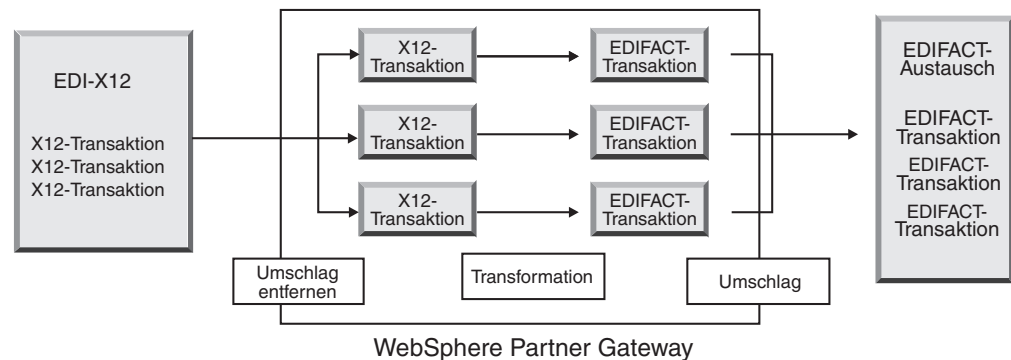 EDI-X12
X12-Transaktion
X12-Transaktion
X12-Transaktion
X12-
Transaktion
EDIFACT-
Transaktion
X12-
Transaktion
EDIFACT-
Transaktion
X12-
Transaktion
EDIFACT-
Transaktion
Umschlag
entfernen
Transformation
Umschlag
EDIFACT-
Austausch
EDIFACT-
Transaktion
EDIFACT-
Transaktion
EDIFACT-
Transaktion
WebSphere Partner Gateway